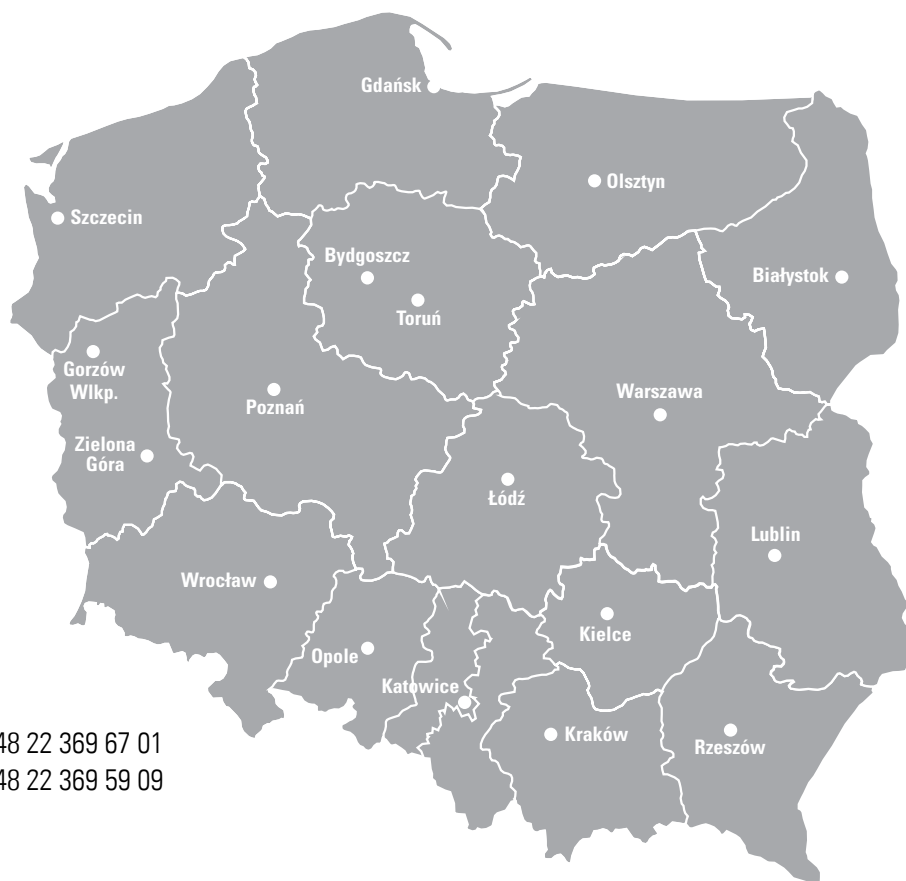 Gdańsk
Olsztyn
Szczecin
Bydgoszcz
Białystok
Toruń
Gorzów
Wlkp.
Poznań
Warszawa
Zielona
Góra
Łódź
Lublin
Wrocław
Kielce
Opole
Katowice
Kraków
Rzeszów
48 22 369 67 01
48 22 369 59 09